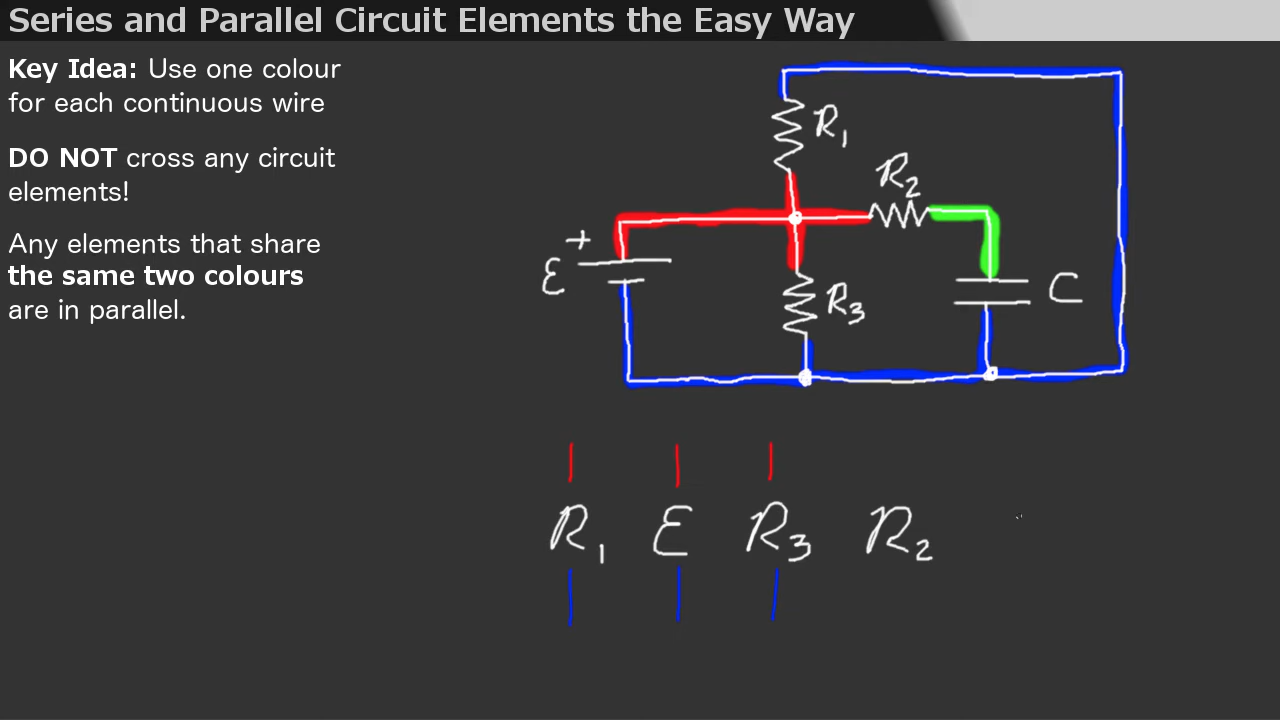 Series and Parallel Circuit Elements the Easy Way
Key Idea: Use one colour
for each continuous wire
DO NOT cross any circuit
elements!
Any elements that share
the same two colours
are in parallel.
R1
R2
+
ε
R3
C
R1 ε R3 R2